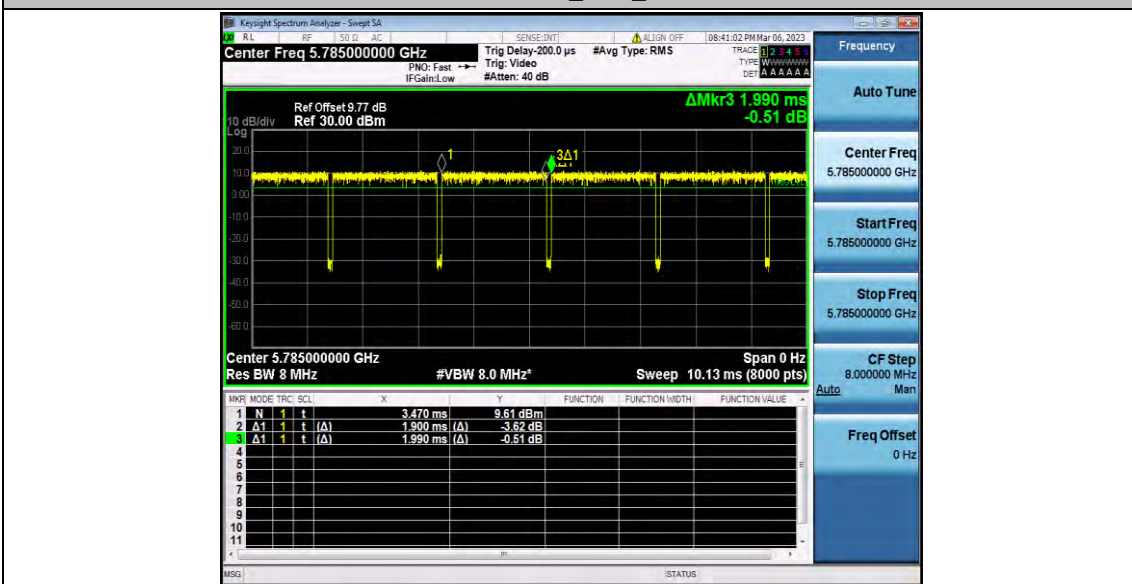 Keysight Spectrum Analyzer - Swept SA
RL RF 50 Ω AC SENSE:INT ALIGN OFF 08:41:02 PM Mar 06, 2023
Center Freq 5.785000000 GHz
PNO: Fast
IFGain:Low
Trig Delay-200.0 µs
Trig: Video
#Atten: 40 dB
#Avg Type: RMS
TRACE 1 2 3 4 5 6
TYPE W
DET A A A A A A
Ref Offset 9.77 dB
10 dB/div Ref 30.00 dBm
Log
ΔMkr3 1.990 ms
-0.51 dB
20.0
10.0
0.00
-10.0
-20.0
-30.0
-40.0
-50.0
-60.0
1
3Δ1
Center 5.785000000 GHz Span 0 Hz
Res BW 8 MHz #VBW 8.0 MHz* Sweep 10.13 ms (8000 pts)
MKR MODE TRC SCL X Y FUNCTION FUNCTION WIDTH FUNCTION VALUE
1 N 1 t 3.470 ms 9.61 dBm
2 Δ1 1 t (Δ) 1.900 ms (Δ) -3.62 dB
3 Δ1 1 t (Δ) 1.990 ms (Δ) -0.51 dB
4
5
6
7
8
9
10
11
MSG STATUS
Frequency
Auto Tune
Center Freq
5.785000000 GHz
Start Freq
5.785000000 GHz
Stop Freq
5.785000000 GHz
CF Step
8.000000 MHz
Auto Man
Freq Offset
0 Hz